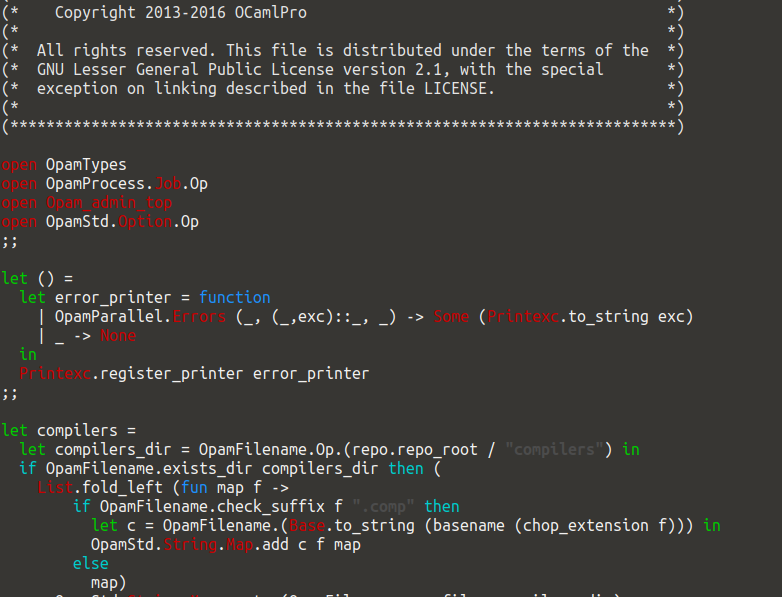 (*    Copyright 2013-2016 OCamlPro                                        *)
(*                                                                        *)
(*  All rights reserved. This file is distributed under the terms of the  *)
(*  GNU Lesser General Public License version 2.1, with the special       *)
(*  exception on linking described in the file LICENSE.                   *)
(*                                                                        *)
(**************************************************************************)

open OpamTypes
open OpamProcess.Job.Op
open Opam_admin_top
open OpamStd.Option.Op
;;

let () =
  let error_printer = function
    | OpamParallel.Errors (_, (_,exc)::_, _) -> Some (Printexc.to_string exc)
    | _ -> None
  in
  Printexc.register_printer error_printer
;;

let compilers =
  let compilers_dir = OpamFilename.Op.(repo.repo_root / "compilers") in
  if OpamFilename.exists_dir compilers_dir then (
    List.fold_left (fun map f ->
        if OpamFilename.check_suffix f ".comp" then
          let c = OpamFilename.(Base.to_string (basename (chop_extension f))) in
          OpamStd.String.Map.add c f map
        else
          map)